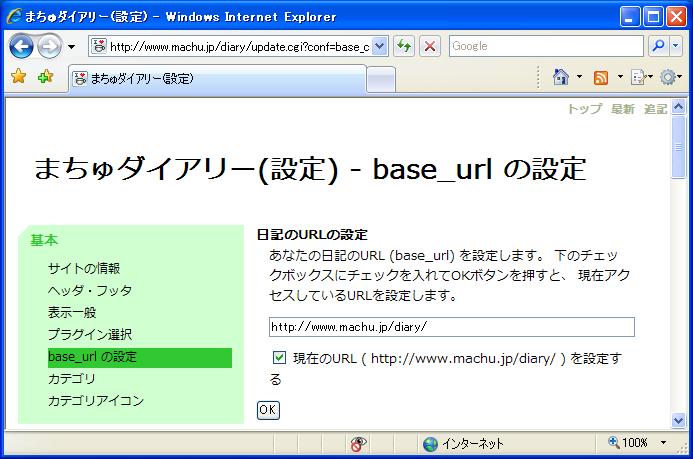 まちゅダイアリー(設定) - Windows Internet Explorer
http://www.machu.jp/diary/update.cgi?conf=base_c
Google
まちゅダイアリー(設定)
トップ 最新 追記
まちゅダイアリー(設定) - base_url の設定
基本
サイトの情報
ヘッダ・フッタ
表示一般
プラグイン選択
base_url の設定
カテゴリ
カテゴリアイコン
日記のURLの設定
あなたの日記のURL (base_url) を設定します。 下のチェッ
クボックスにチェックを入れてOKボタンを押すと、 現在アク
セスしているURLを設定します。
http://www.machu.jp/diary/
現在のURL ( http://www.machu.jp/diary/ ) を設定す
る
OK
インターネット
100%